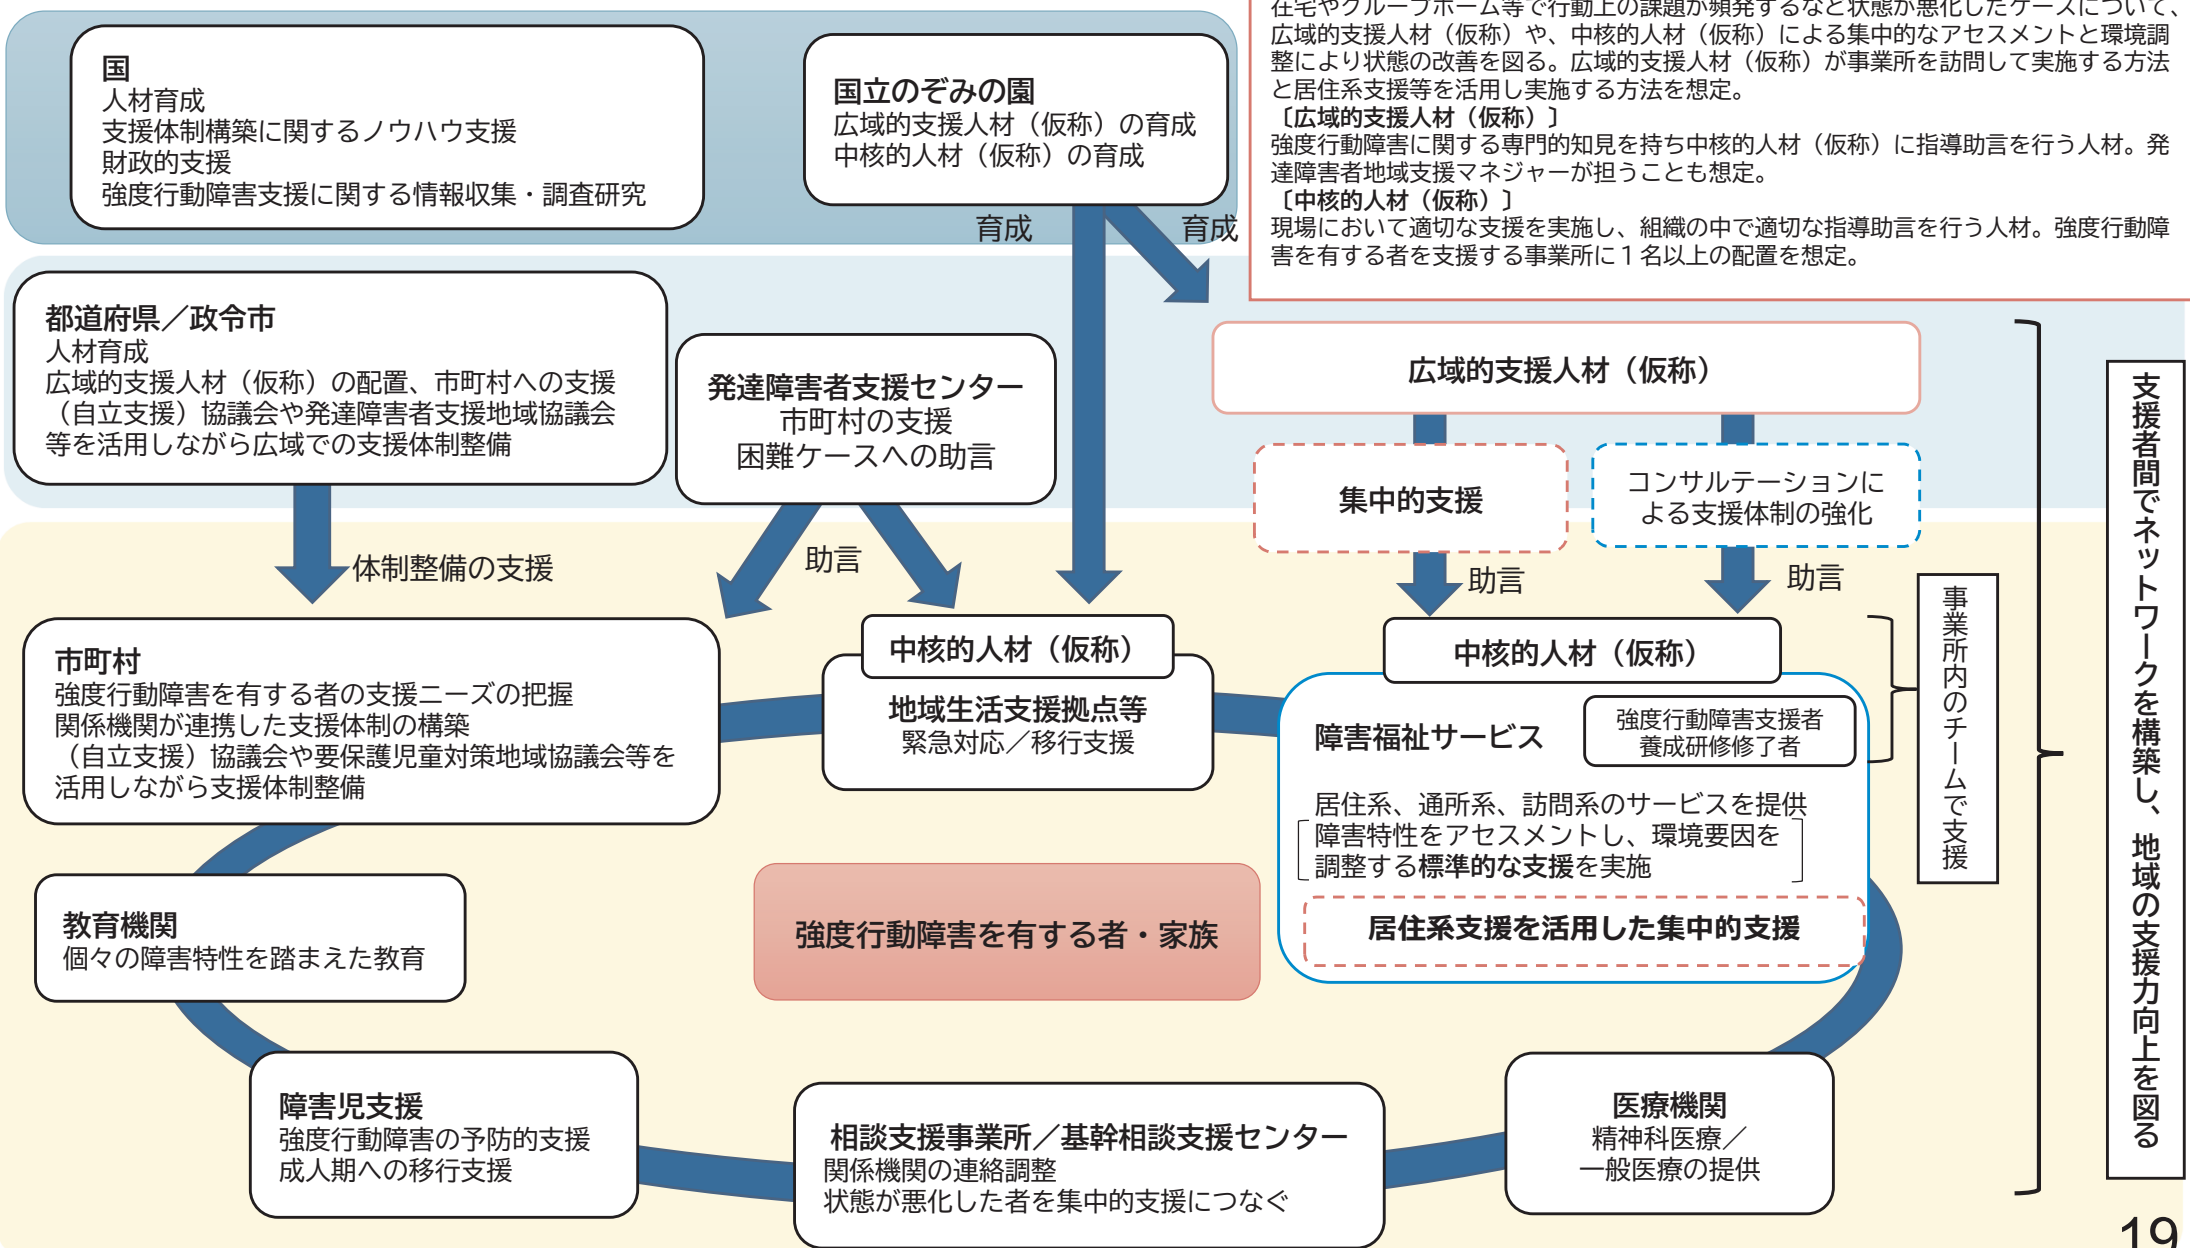 在宅やグループホーム等で行動上の課題が頻発するなど状態が悪化したケースについて、
広域的支援人材（仮称）や、中核的人材（仮称）による集中的なアセスメントと環境調
整により状態の改善を図る。広域的支援人材（仮称）が事業所を訪問して実施する方法
と居住系支援等を活用し実施する方法を想定。
〔広域的支援人材（仮称）〕
強度行動障害に関する専門的知見を持ち中核的人材（仮称）に指導助言を行う人材。発
達障害者地域支援マネジャーが担うことも想定。
〔中核的人材（仮称）〕
現場において適切な支援を実施し、組織の中で適切な指導助言を行う人材。強度行動障
害を有する者を支援する事業所に１名以上の配置を想定。
国
人材育成
支援体制構築に関するノウハウ支援
財政的支援
強度行動障害支援に関する情報収集・調査研究
国立のぞみの園
広域的支援人材（仮称）の育成
中核的人材（仮称）の育成
育成
育成
都道府県／政令市
人材育成
広域的支援人材（仮称）の配置、市町村への支援
（自立支援）協議会や発達障害者支援地域協議会
等を活用しながら広域での支援体制整備
発達障害者支援センター
市町村の支援
困難ケースへの助言
広域的支援人材（仮称）
集中的支援
コンサルテーションに
よる支援体制の強化
体制整備の支援
助言
助言
助言
市町村
強度行動障害を有する者の支援ニーズの把握
関係機関が連携した支援体制の構築
（自立支援）協議会や要保護児童対策地域協議会等を
活用しながら支援体制整備
中核的人材（仮称）
地域生活支援拠点等
緊急対応／移行支援
中核的人材（仮称）
障害福祉サービス
強度行動障害支援者
養成研修修了者
居住系、通所系、訪問系のサービスを提供
障害特性をアセスメントし、環境要因を
調整する標準的な支援を実施
居住系支援を活用した集中的支援
事業所内のチームで支援
支援者間でネットワークを構築し、地域の支援力向上を図る
教育機関
個々の障害特性を踏まえた教育
強度行動障害を有する者・家族
障害児支援
強度行動障害の予防的支援
成人期への移行支援
相談支援事業所／基幹相談支援センター
関係機関の連絡調整
状態が悪化した者を集中的支援につなぐ
医療機関
精神科医療／
一般医療の提供
19